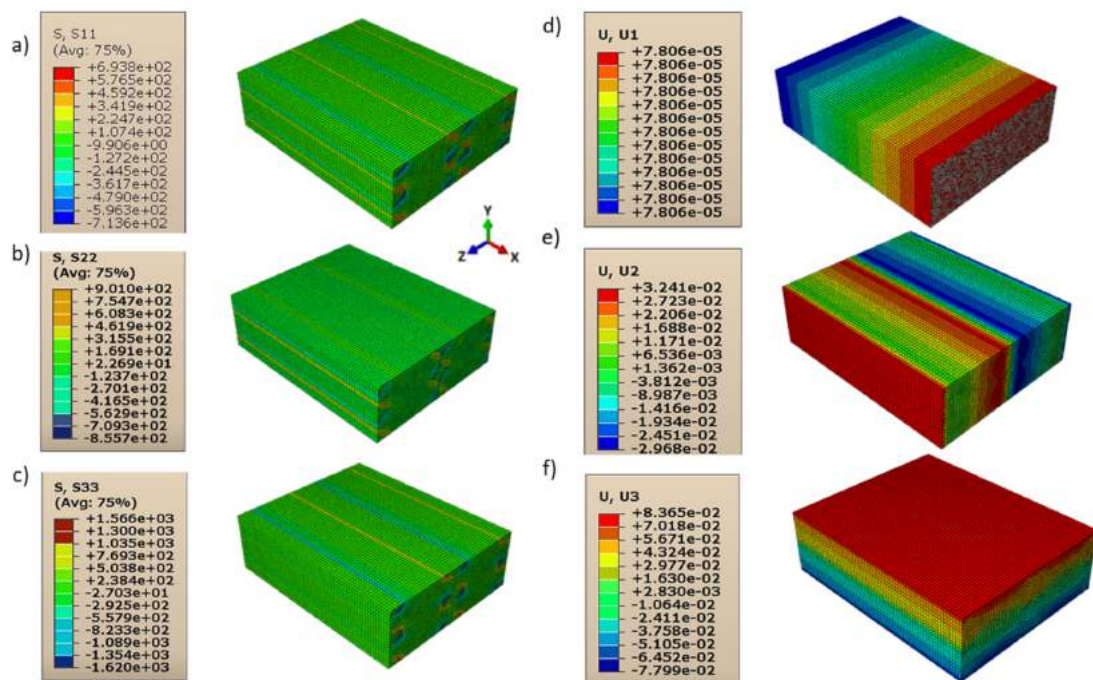 a)
S, S11
(Avg: 75%)
+6.938e+02
+5.765e+02
+4.592e+02
+3.419e+02
+2.247e+02
+1.074e+02
-9.906e+00
-1.272e+02
-2.445e+02
-3.617e+02
-4.790e+02
-5.963e+02
-7.136e+02
b)
S, S22
(Avg: 75%)
+9.010e+02
+7.547e+02
+6.083e+02
+4.619e+02
+3.155e+02
+1.691e+02
+2.269e+01
-1.237e+02
-2.701e+02
-4.165e+02
-5.629e+02
-7.093e+02
-8.557e+02
c)
S, S33
(Avg: 75%)
+1.566e+03
+1.300e+03
+1.035e+03
+7.693e+02
+5.038e+02
+2.384e+02
-2.703e+01
-2.925e+02
-5.579e+02
-8.233e+02
-1.089e+03
-1.354e+03
-1.620e+03
Y
Z
X
d)
U, U1
+7.806e-05
+7.806e-05
+7.806e-05
+7.806e-05
+7.806e-05
+7.806e-05
+7.806e-05
+7.806e-05
+7.806e-05
+7.806e-05
+7.806e-05
+7.806e-05
+7.806e-05
e)
U, U2
+3.241e-02
+2.723e-02
+2.206e-02
+1.688e-02
+1.171e-02
+6.536e-03
+1.362e-03
-3.812e-03
-8.987e-03
-1.416e-02
-1.934e-02
-2.451e-02
-2.968e-02
f)
U, U3
+8.365e-02
+7.018e-02
+5.671e-02
+4.324e-02
+2.977e-02
+1.630e-02
+2.830e-03
-1.064e-02
-2.411e-02
-3.758e-02
-5.105e-02
-6.452e-02
-7.799e-02